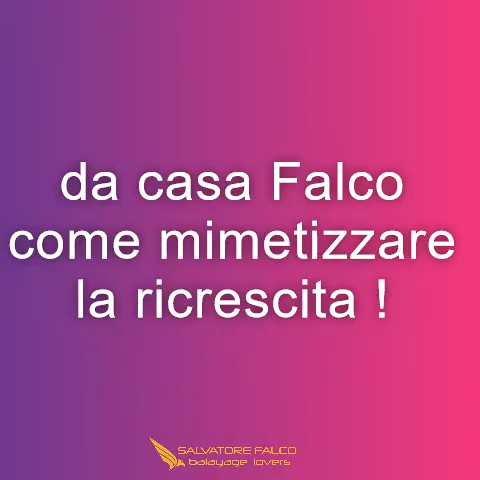 da casa Falco
come mimetizzare
la ricrescita !
SALVATORE FALCO
balayage lovers